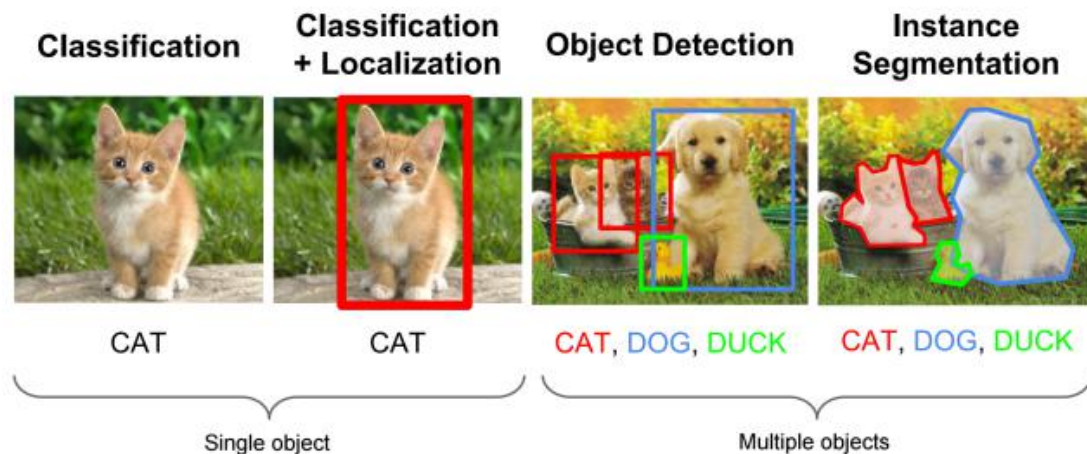 Classification
Classification
+ Localization
Object Detection
Instance
Segmentation
CAT
CAT
CAT, DOG, DUCK
CAT, DOG, DUCK
Single object
Multiple objects